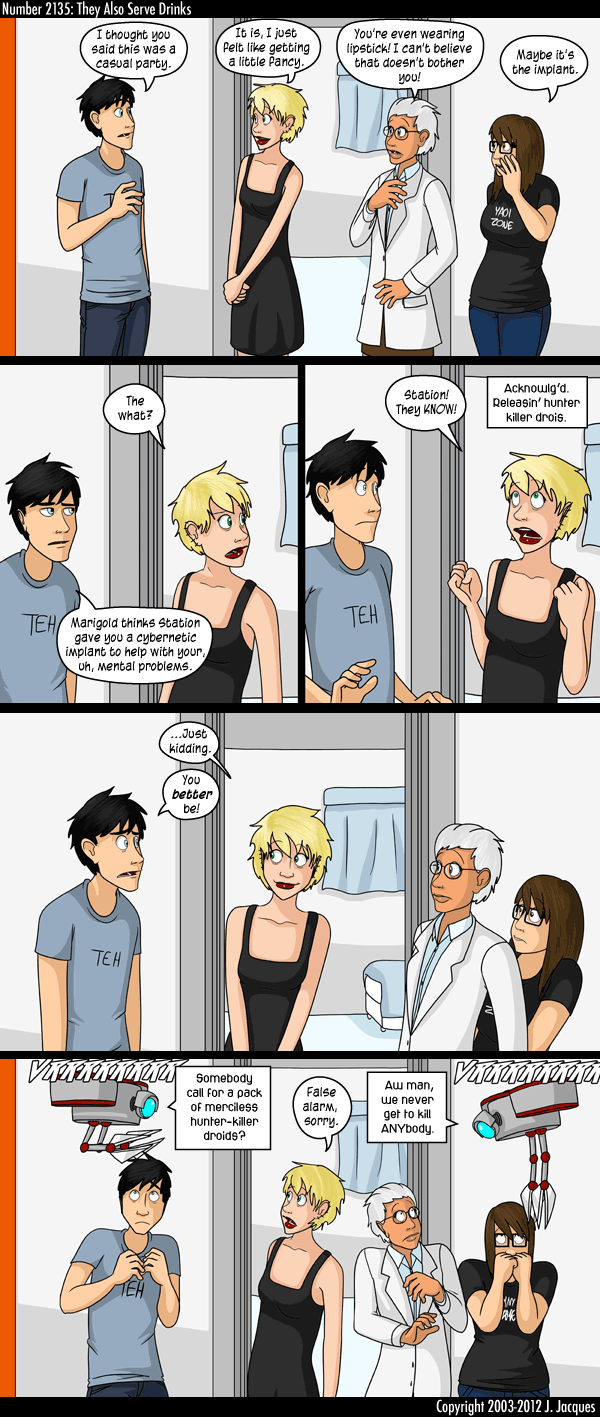 Number 2135: They Also Serve Drinks
I thought you
said this was a
casual party.
It is, I just
felt like getting
a little fancy.
You're even wearing
lipstick! I can't believe
that doesn't bother
you!
Maybe it's
the implant.
YAOI
ZONE
The
what?
TEH
Marigold thinks Station
gave you a cybernetic
implant to help with your,
uh, mental problems.
Station!
They KNOW!
Acknowlg'd.
Releasin' hunter
killer drois.
TEH
...Just
kidding.
You
better
be!
TEH
VRRRRRRRRRR
VRRRRRRRRRR
Somebody
call for a pack
of merciless
hunter-killer
droids?
False
alarm,
sorry.
Aw man,
we never
get to kill
ANYbody.
TEH
Copyright 2003-2012 J. Jacques